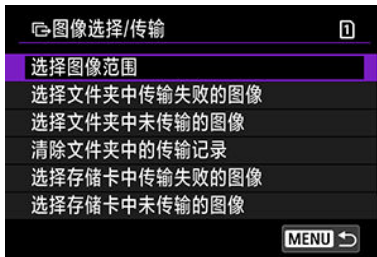 图像选择/传输 1
选择图像范围
选择文件夹中传输失败的图像
选择文件夹中未传输的图像
清除文件夹中的传输记录
选择存储卡中传输失败的图像
选择存储卡中未传输的图像
MENU